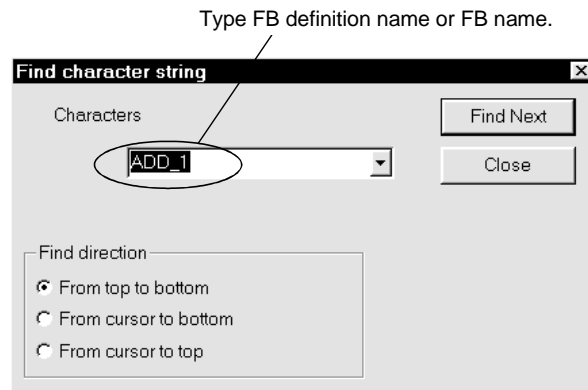 Type FB definition name or FB name.
Find character string
Characters
Find Next
ADD_1
Close
Find direction
From top to bottom
From cursor to bottom
From cursor to top